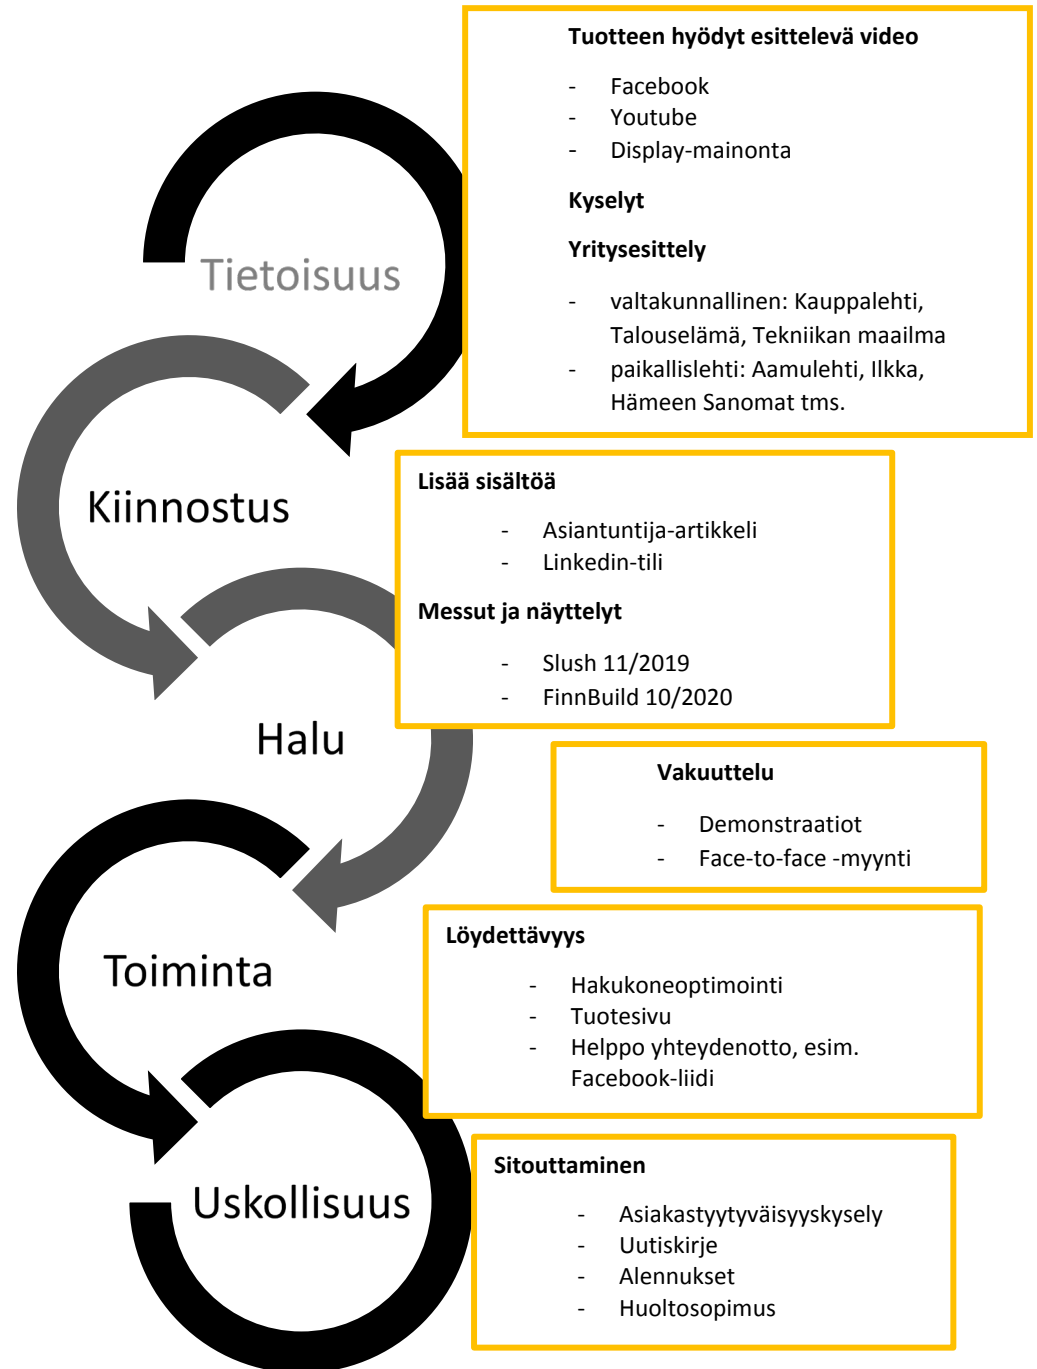 Tuotteen hyödyt esittelevä video
- Facebook
- Youtube
- Display-mainonta
Kyselyt
Yritysesittely
- valtakunnallinen: Kauppalehti,
Talouselämä, Tekniikan maailma
- paikallislehti: Aamulehti, Ilkka,
Hämeen Sanomat tms.
Tietoisuus
Lisää sisältöä
- Asiantuntija-artikkeli
- Linkedin-tili
Messut ja näyttelyt
- Slush 11/2019
- FinnBuild 10/2020
Kiinnostus
Halu
Vakuuttelu
- Demonstraatiot
- Face-to-face -myynti
Toiminta
Löydettävyys
- Hakukoneoptimointi
- Tuotesivu
- Helppo yhteydenotto, esim.
Facebook-liidi
Uskollisuus
Sitouttaminen
- Asiakastyytyväisyyskysely
- Uutiskirje
- Alennukset
- Huoltosopimus